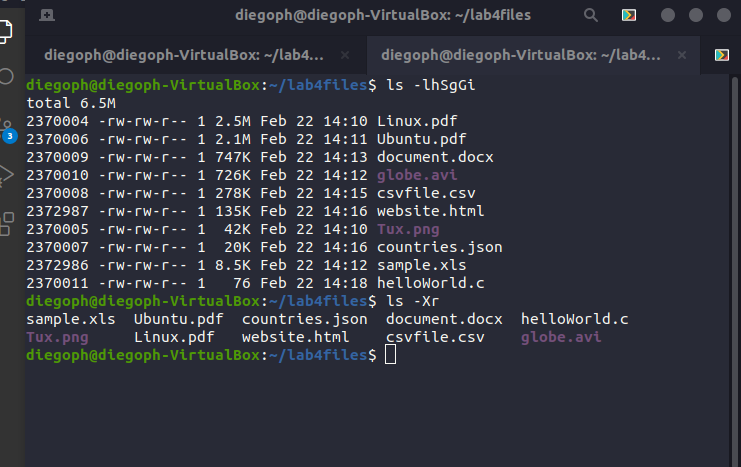 diegoph@diegoph-VirtualBox: ~/lab4files
diegoph@diegoph-VirtualBox: ~/lab4... × diegoph@diegoph-VirtualBox: ~/lab4files... ×
diegoph@diegoph-VirtualBox:~/lab4files$ ls -lhSgGi
total 6.5M
2370004 -rw-rw-r-- 1 2.5M Feb 22 14:10 Linux.pdf
2370006 -rw-rw-r-- 1 2.1M Feb 22 14:11 Ubuntu.pdf
2370009 -rw-rw-r-- 1 747K Feb 22 14:13 document.docx
2370010 -rw-rw-r-- 1 726K Feb 22 14:12 globe.avi
2370008 -rw-rw-r-- 1 278K Feb 22 14:15 csvfile.csv
2372987 -rw-rw-r-- 1 135K Feb 22 14:16 website.html
2370005 -rw-rw-r-- 1  42K Feb 22 14:10 Tux.png
2370007 -rw-rw-r-- 1  20K Feb 22 14:16 countries.json
2372986 -rw-rw-r-- 1 8.5K Feb 22 14:12 sample.xls
2370011 -rw-rw-r-- 1   76 Feb 22 14:18 helloWorld.c
diegoph@diegoph-VirtualBox:~/lab4files$ ls -Xr
sample.xls  Ubuntu.pdf  countries.json  document.docx  helloWorld.c
Tux.png     Linux.pdf   website.html    csvfile.csv    globe.avi
diegoph@diegoph-VirtualBox:~/lab4files$
3